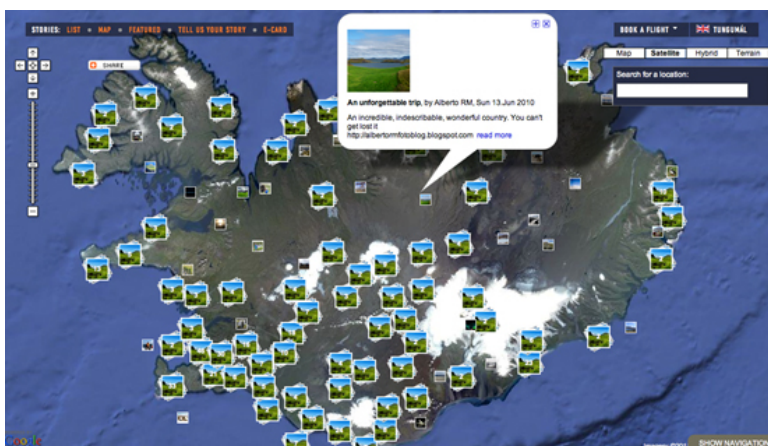 STORIES: LIST • MAP • FEATURED • TELL US YOUR STORY • E-CARD
BOOK A FLIGHT
TUNGUMÁL
SHARE
Map Satellite Hybrid Terrain
Search for a location:
An unforgettable trip, by Alberto RM, Sun 13 Jun 2010
An incredible, indescribable, wonderful country. You can't
get lost it
http://albertormfotoblog.blogspot.com read more
Google
SHOW NAVIGATION